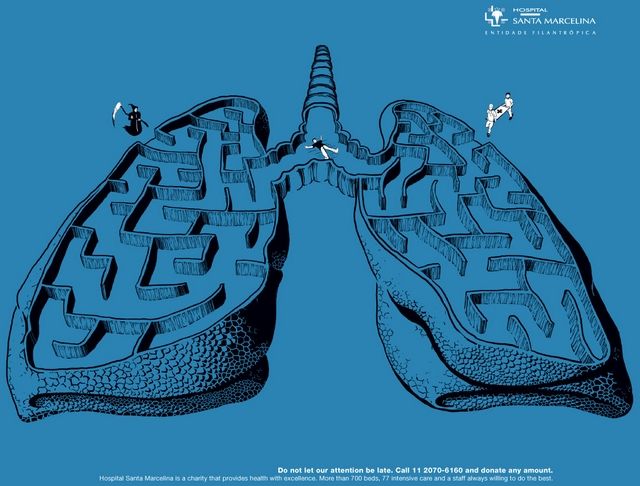 HOSPITAL
SANTA MARCELINA
ENTIDADE FILANTRÓPICA
Do not let our attention be late. Call 11 2070-6160 and donate any amount.
Hospital Santa Marcelina is a charity that provides health with excellence. More than 700 beds, 77 intensive care and a staff always willing to do the best.